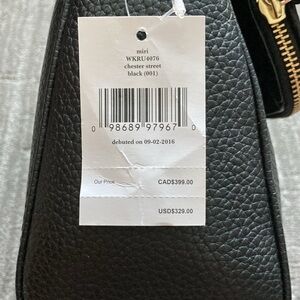 miri
WKRU4076
chester street
black (001)
0 98689 97967 0
debuted on 09-02-2016
Our Price CAD$399.00
USD$329.00